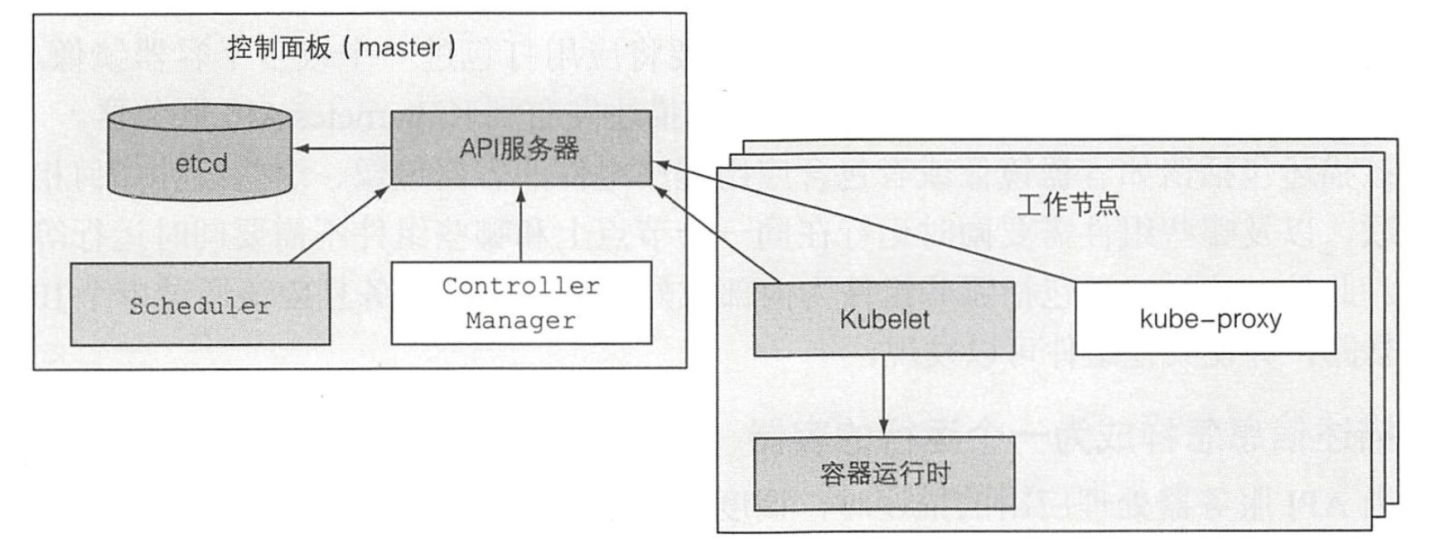 控制面板（master）
etcd
API服务器
Scheduler
Controller
Manager
工作节点
Kubelet
kube-proxy
容器运行时